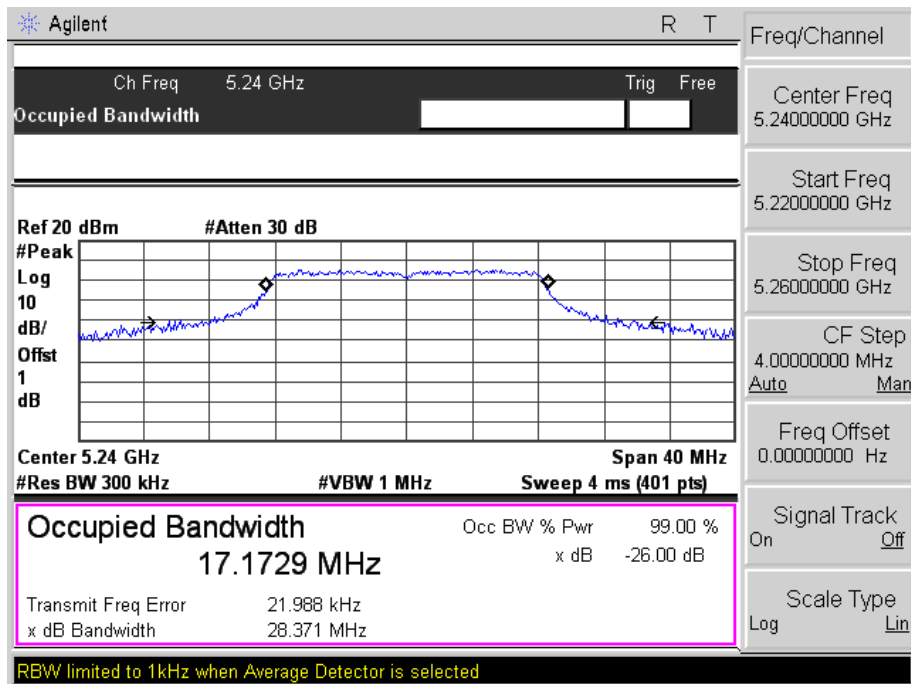 Agilent R T
Ch Freq 5.24 GHz Trig Free
Occupied Bandwidth
Ref 20 dBm #Atten 30 dB
#Peak
Log
10
dB/
Offst
1
dB
Center 5.24 GHz Span 40 MHz
#Res BW 300 kHz #VBW 1 MHz Sweep 4 ms (401 pts)
Occupied Bandwidth Occ BW % Pwr 99.00 %
17.1729 MHz x dB -26.00 dB
Transmit Freq Error 21.988 kHz
x dB Bandwidth 28.371 MHz
RBW limited to 1kHz when Average Detector is selected
Freq/Channel
Center Freq
5.24000000 GHz
Start Freq
5.22000000 GHz
Stop Freq
5.26000000 GHz
CF Step
4.00000000 MHz
Auto Man
Freq Offset
0.00000000 Hz
Signal Track
On Off
Scale Type
Log Lin